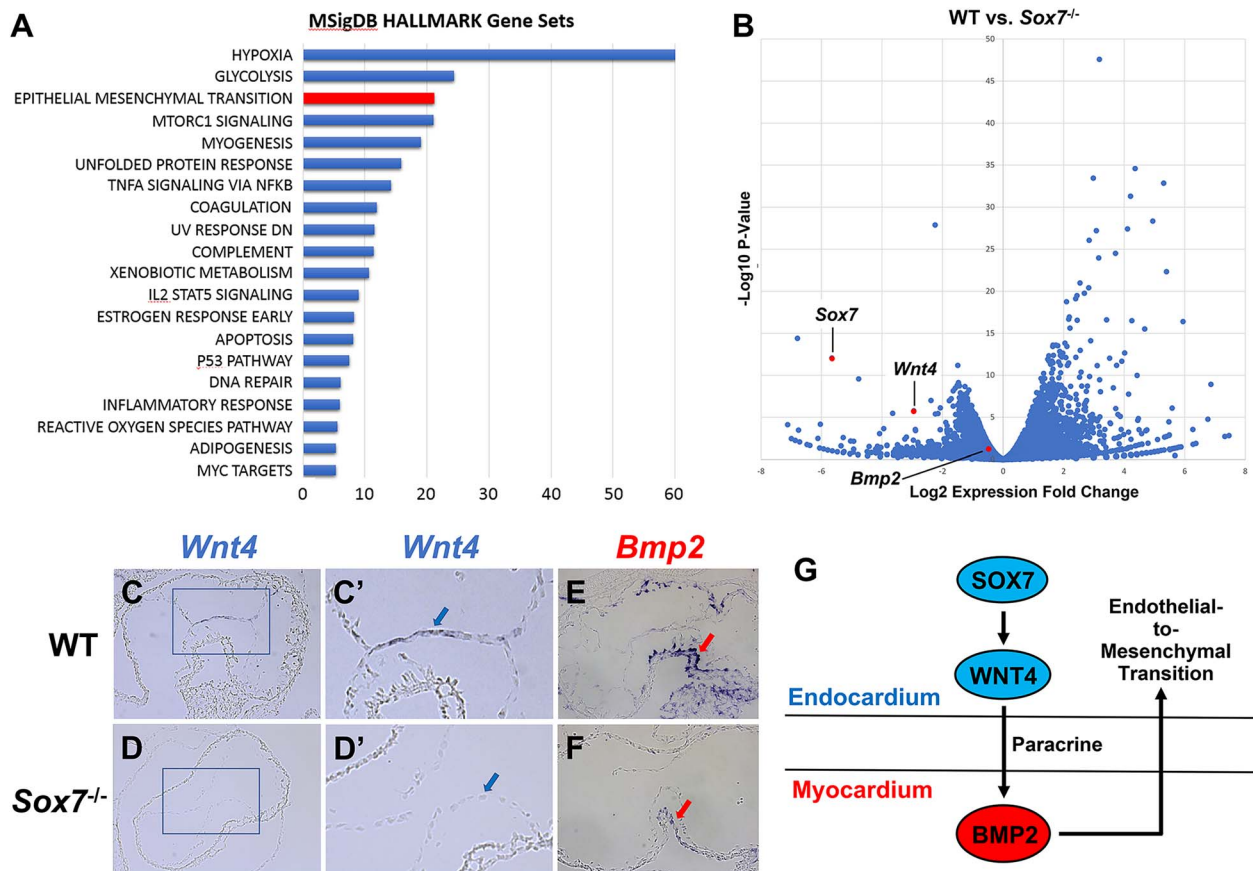 A
MSigDB HALLMARK Gene Sets
HYPOXIA
GLYCOLYSIS
EPITHELIAL MESENCHYMAL TRANSITION
MTORC1 SIGNALING
MYOGENESIS
UNFOLDED PROTEIN RESPONSE
TNFA SIGNALING VIA NFKB
COAGULATION
UV RESPONSE DN
COMPLEMENT
XENOBIOTIC METABOLISM
IL2 STAT5 SIGNALING
ESTROGEN RESPONSE EARLY
APOPTOSIS
P53 PATHWAY
DNA REPAIR
INFLAMMATORY RESPONSE
REACTIVE OXYGEN SPECIES PATHWAY
ADIPOGENESIS
MYC TARGETS
0 10 20 30 40 50 60
B
WT vs. Sox7-/-
50
45
40
35
30
25
20
15
10
5
-Log10 P-Value
Sox7
Wnt4
Bmp2
-8 -6 -4 -2 0 2 4 6 8
Log2 Expression Fold Change
Wnt4 Wnt4 Bmp2
WT
C C' E
Sox7-/-
D D' F
G
SOX7
WNT4
Endothelial-
to-
Mesenchymal
Transition
Endocardium
Paracrine
Myocardium
BMP2